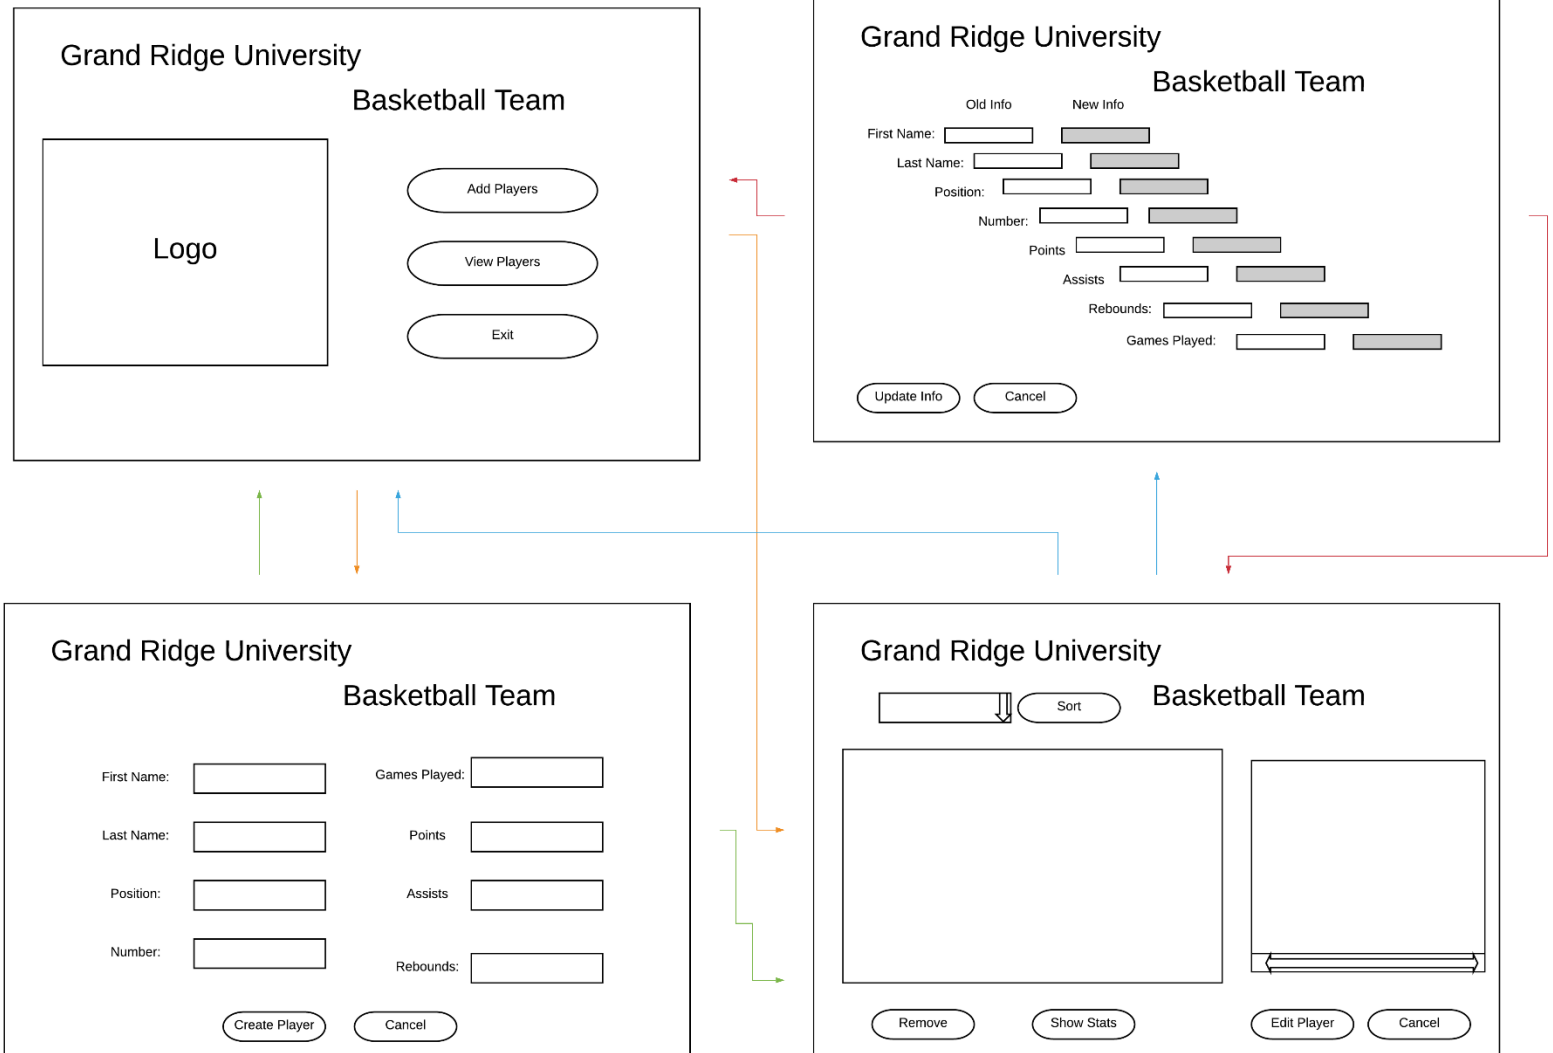 Grand Ridge University
Basketball Team
Logo
Add Players
View Players
Exit
Grand Ridge University
Basketball Team
Old Info New Info
First Name:
Last Name:
Position:
Number:
Points
Assists
Rebounds:
Games Played:
Update Info Cancel
Grand Ridge University
Basketball Team
First Name: Games Played:
Last Name: Points
Position: Assists
Number: Rebounds:
Create Player Cancel
Grand Ridge University
Basketball Team
Sort
Remove Show Stats Edit Player Cancel